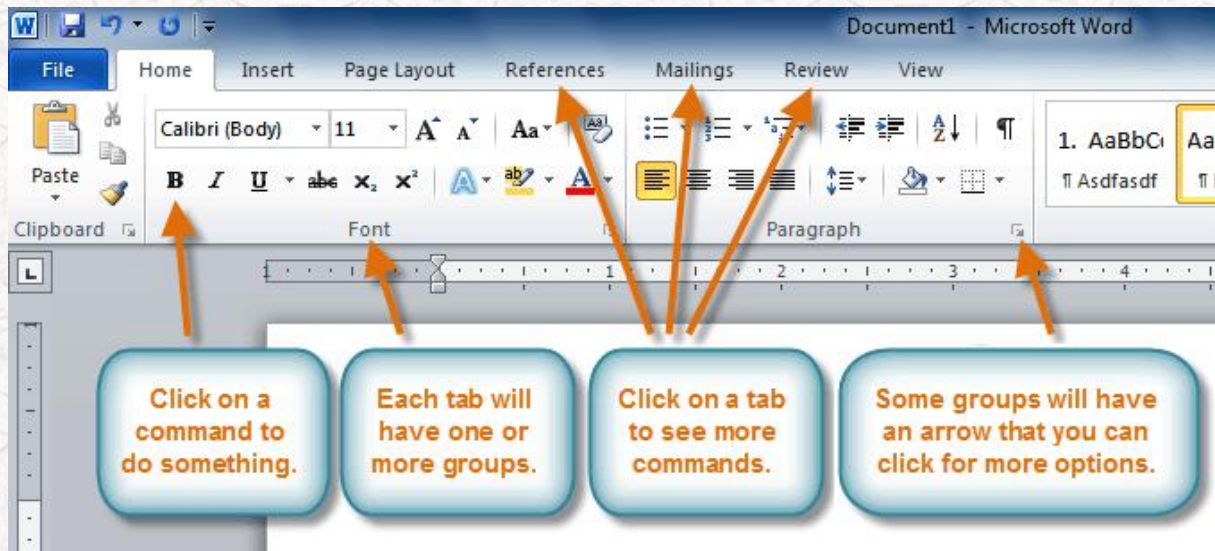 W
Document1 - Microsoft Word
File Home Insert Page Layout References Mailings Review View
Calibri (Body) 11 A A Aa Aa A Z ¶ 1. AaBbC
Paste B I U abc x₂ x² A ab A ¶ Asdfasdf
Clipboard Font Paragraph
L 1 1 2 3 4
Click on a
command to
do something.
Each tab will
have one or
more groups.
Click on a tab
to see more
commands.
Some groups will have
an arrow that you can
click for more options.